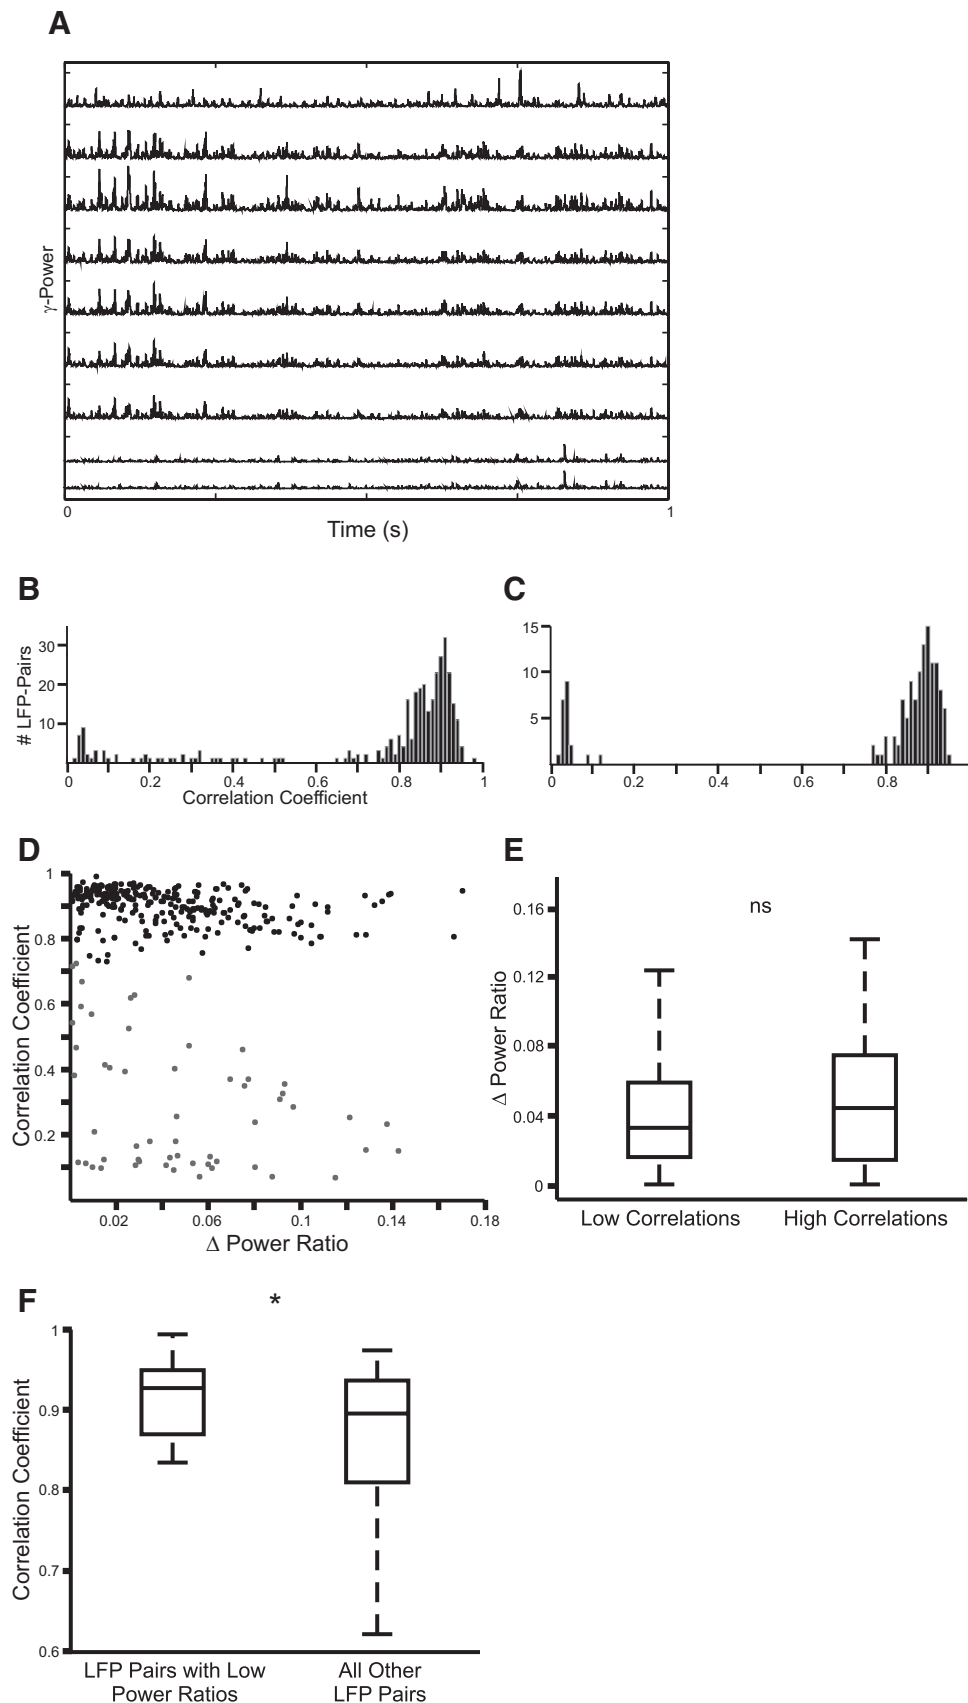 A
γ-Power
0
1
Time (s)
B
# LFP-Pairs
30
20
10
0
0.2
0.4
0.6
0.8
1
Correlation Coefficient
C
15
10
5
0
0.2
0.4
0.6
0.8
D
Correlation Coefficient
1
0.8
0.6
0.4
0.2
0.02
0.06
0.1
0.14
0.18
Δ Power Ratio
E
ns
Δ Power Ratio
0.16
0.12
0.08
0.04
0
Low Correlations
High Correlations
F
*
Correlation Coefficient
1
0.9
0.8
0.7
0.6
LFP Pairs with Low
Power Ratios
All Other
LFP Pairs